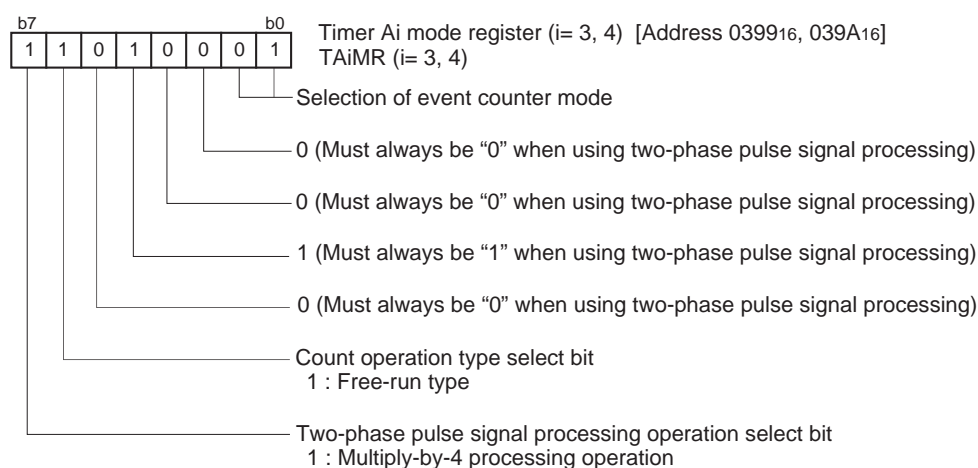 b7 b0
1 1 0 1 0 0 0 1
Timer Ai mode register (i= 3, 4) [Address 039916, 039A16]
TAiMR (i= 3, 4)
Selection of event counter mode
0 (Must always be “0” when using two-phase pulse signal processing)
0 (Must always be “0” when using two-phase pulse signal processing)
1 (Must always be “1” when using two-phase pulse signal processing)
0 (Must always be “0” when using two-phase pulse signal processing)
Count operation type select bit
1 : Free-run type
Two-phase pulse signal processing operation select bit
1 : Multiply-by-4 processing operation